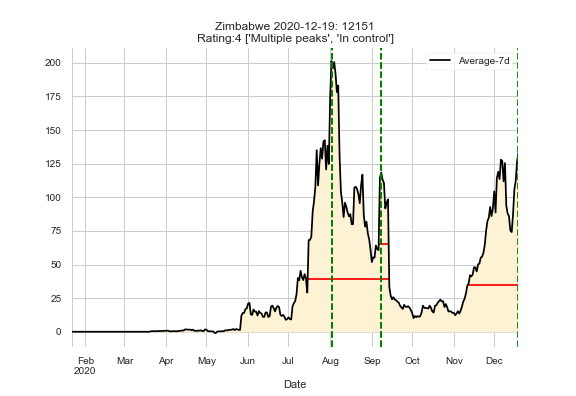 Zimbabwe 2020-12-19: 12151
Rating:4 ['Multiple peaks', 'In control']
Average-7d
200
175
150
125
100
75
50
25
0
Feb Mar Apr May Jun Jul Aug Sep Oct Nov Dec
2020
Date